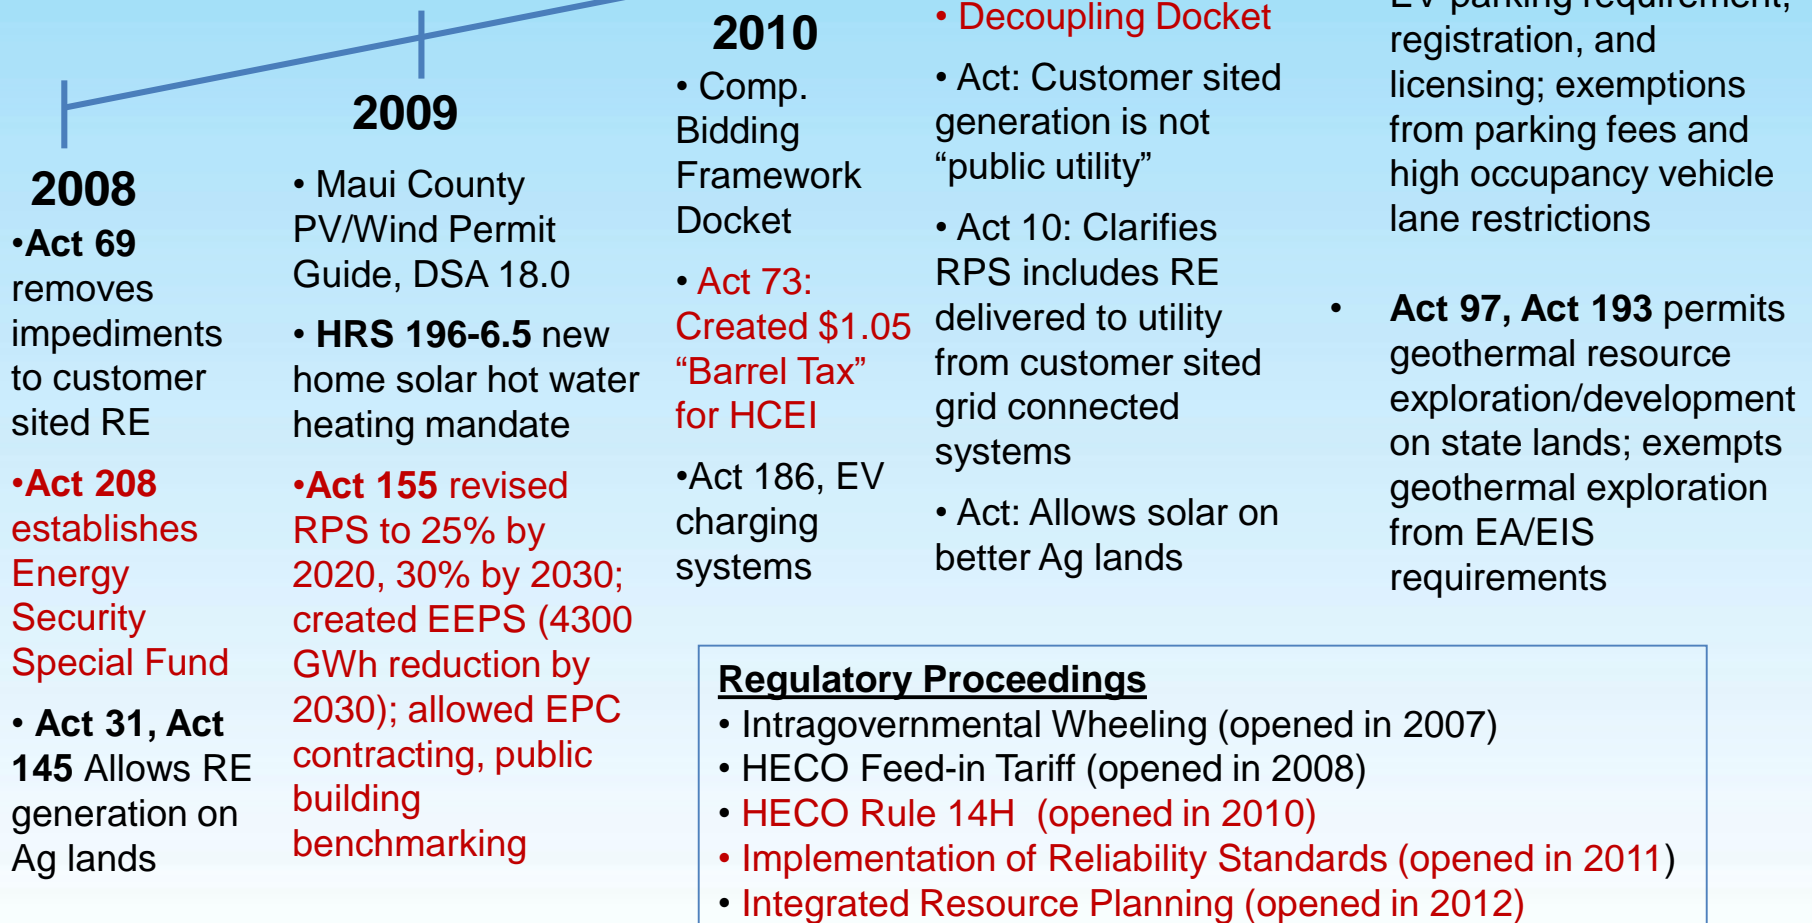 2008
•Act 69
removes
impediments
to customer
sited RE
•Act 208
establishes
Energy
Security
Special Fund
• Act 31, Act
145 Allows RE
generation on
Ag lands
2009
• Maui County
PV/Wind Permit
Guide, DSA 18.0
• HRS 196-6.5 new
home solar hot water
heating mandate
•Act 155 revised
RPS to 25% by
2020, 30% by 2030;
created EEPS (4300
GWh reduction by
2030); allowed EPC
contracting, public
building
benchmarking
2010
• Comp.
Bidding
Framework
Docket
• Act 73:
Created $1.05
“Barrel Tax”
for HCEI
•Act 186, EV
charging
systems
• Decoupling Docket
• Act: Customer sited
generation is not
“public utility”
• Act 10: Clarifies
RPS includes RE
delivered to utility
from customer sited
grid connected
systems
• Act: Allows solar on
better Ag lands
EV parking requirement,
registration, and
licensing; exemptions
from parking fees and
high occupancy vehicle
lane restrictions
• Act 97, Act 193 permits
geothermal resource
exploration/development
on state lands; exempts
geothermal exploration
from EA/EIS
requirements
Regulatory Proceedings
• Intragovernmental Wheeling (opened in 2007)
• HECO Feed-in Tariff (opened in 2008)
• HECO Rule 14H  (opened in 2010)
• Implementation of Reliability Standards (opened in 2011)
• Integrated Resource Planning (opened in 2012)